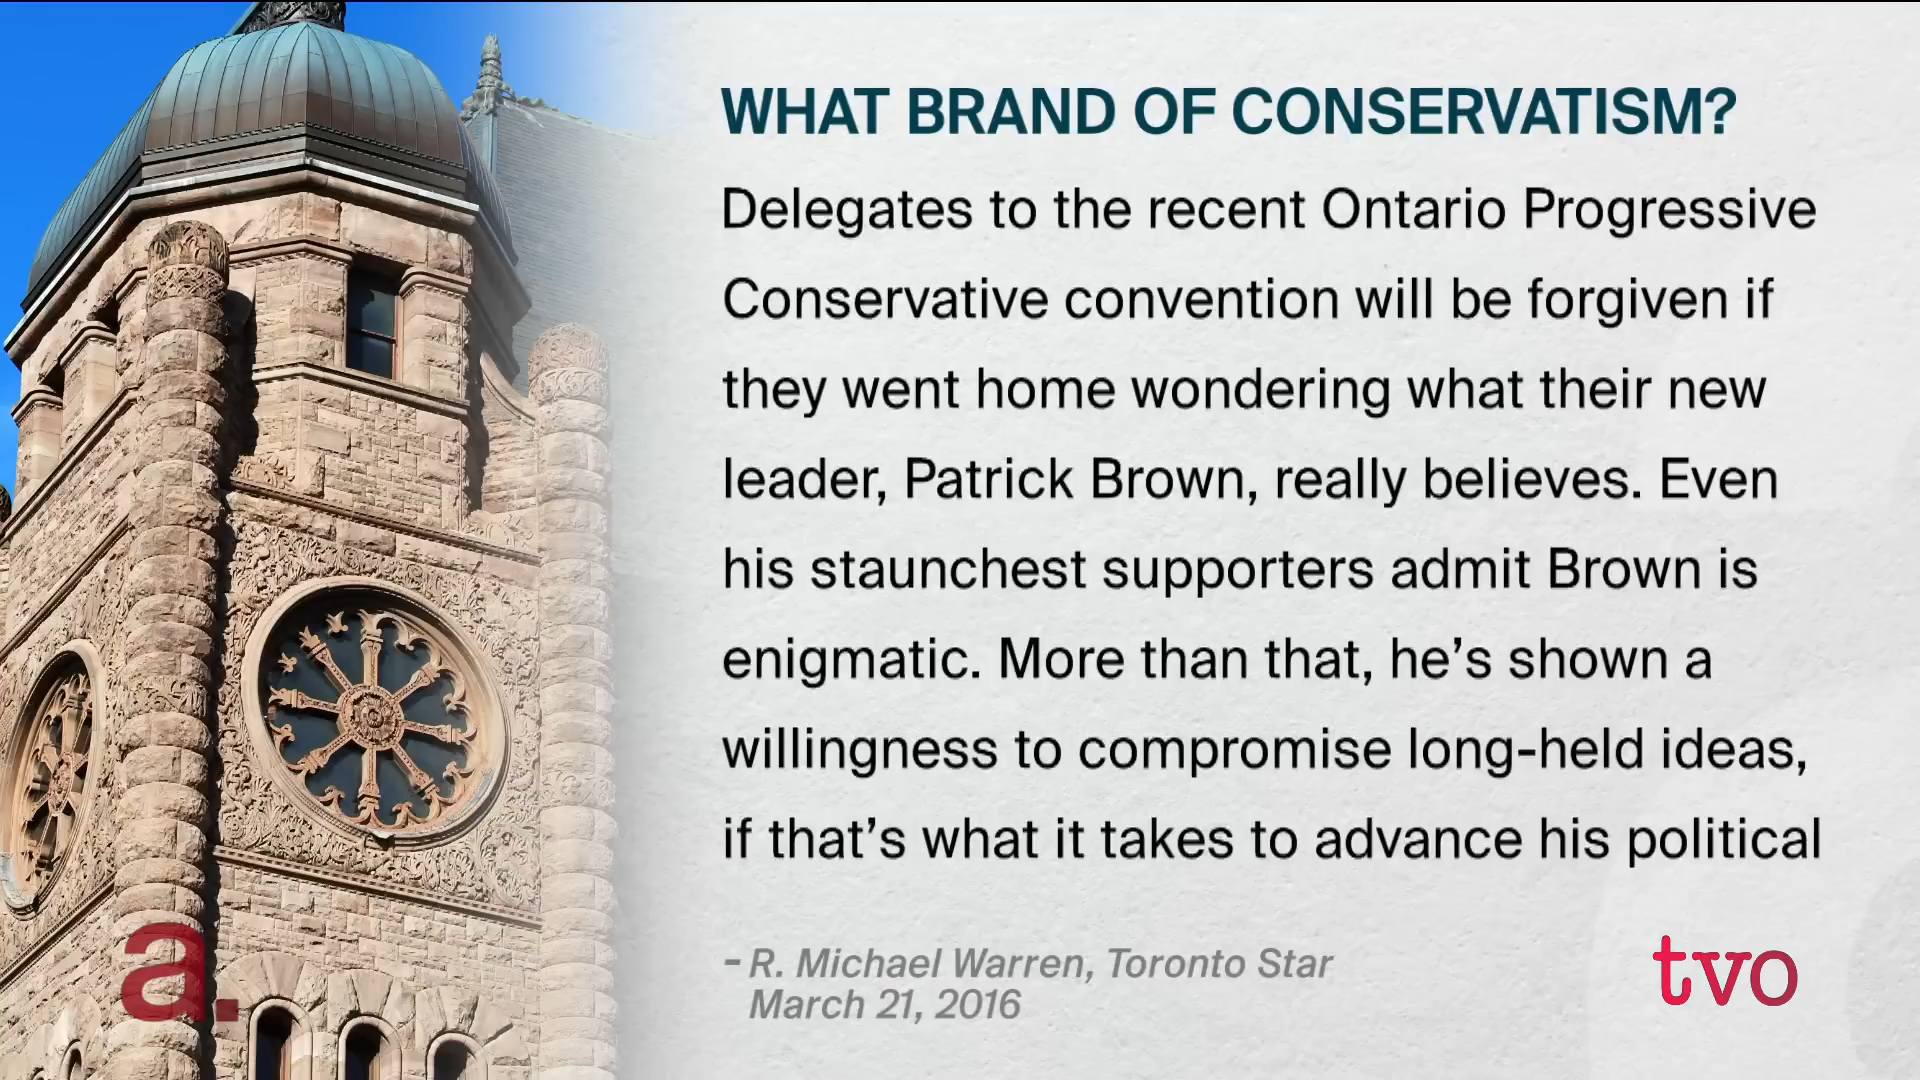 WHAT BRAND OF CONSERVATISM?
Delegates to the recent Ontario Progressive
Conservative convention will be forgiven if
they went home wondering what their new
leader, Patrick Brown, really believes. Even
his staunchest supporters admit Brown is
enigmatic. More than that, he’s shown a
willingness to compromise long-held ideas,
if that’s what it takes to advance his political
- R. Michael Warren, Toronto Star
March 21, 2016
a.
tvo